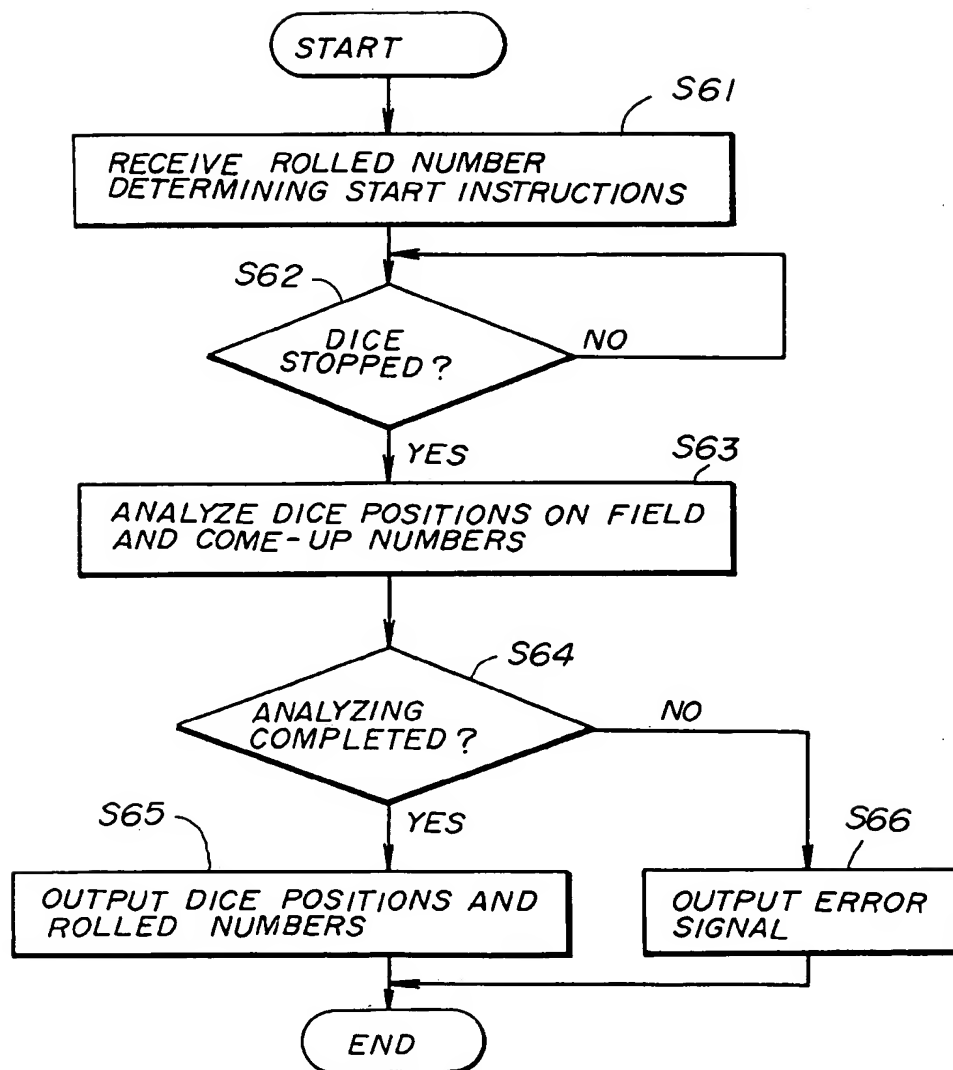 START
S61
RECEIVE ROLLED NUMBER
DETERMINING START INSTRUCTIONS
S62
DICE
STOPPED?
NO
YES
S63
ANALYZE DICE POSITIONS ON FIELD
AND COME-UP NUMBERS
S64
ANALYZING
COMPLETED?
NO
YES
S65
OUTPUT DICE POSITIONS AND
ROLLED NUMBERS
S66
OUTPUT ERROR
SIGNAL
END